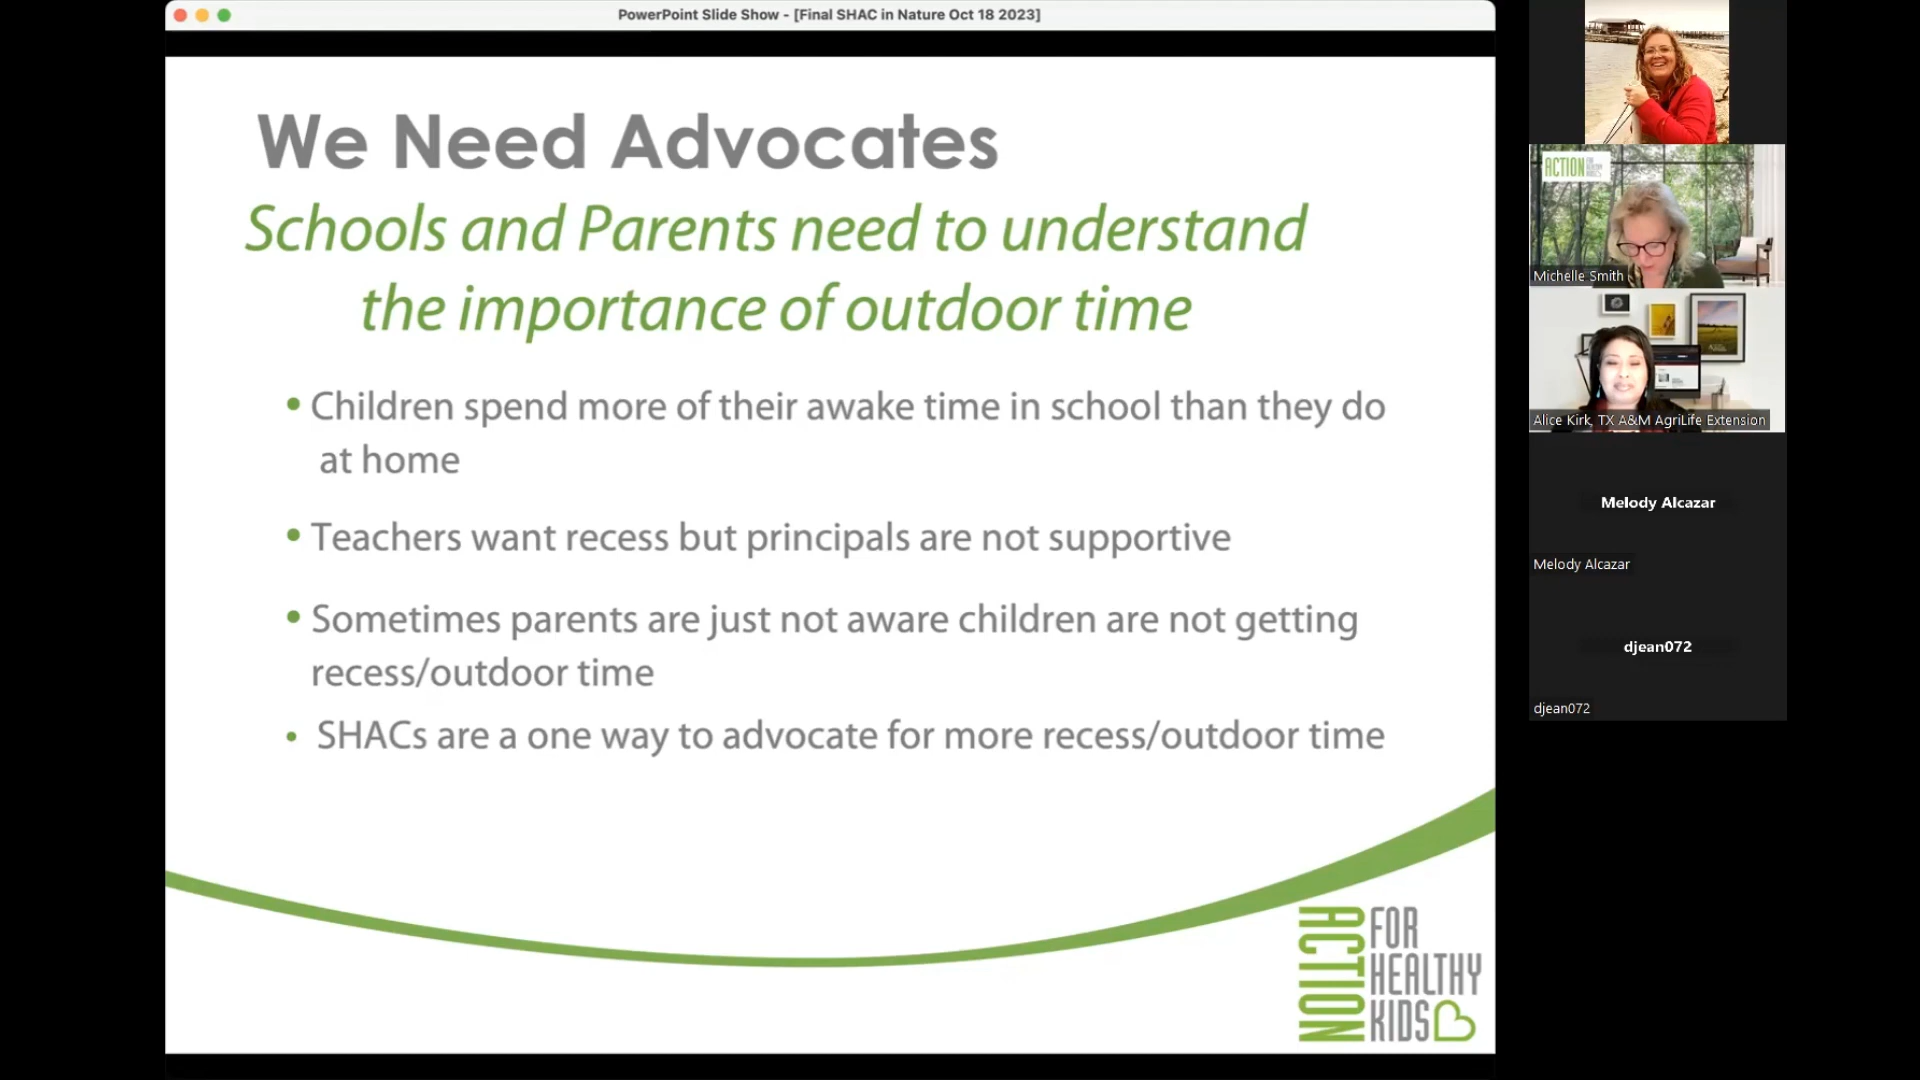 PowerPoint Slide Show - [Final SHAC in Nature Oct 18 2023]
We Need Advocates
Schools and Parents need to understand
the importance of outdoor time
• Children spend more of their awake time in school than they do
at home
• Teachers want recess but principals are not supportive
• Sometimes parents are just not aware children are not getting
recess/outdoor time
• SHACs are a one way to advocate for more recess/outdoor time
ACTION
FOR
HEALTHY
KIDS
ACTION
Michelle Smith
Alice Kirk, TX A&M AgriLife Extension
Melody Alcazar
Melody Alcazar
djean072
djean072